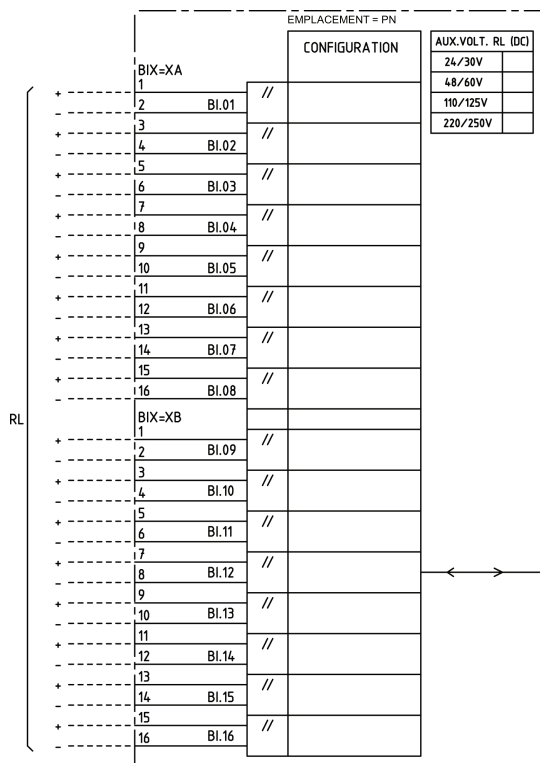 EMPLACEMENT = PN
CONFIGURATION
AUX.VOLT. RL (DC)
24/30V
48/60V
110/125V
220/250V
BIX=XA
+ 1 //
- 2 BI.01
+ 3 //
- 4 BI.02
+ 5 //
- 6 BI.03
+ 7 //
- 8 BI.04
+ 9 //
- 10 BI.05
+ 11 //
- 12 BI.06
+ 13 //
- 14 BI.07
+ 15 //
- 16 BI.08
RL
BIX=XB
+ 1 //
- 2 BI.09
+ 3 //
- 4 BI.10
+ 5 //
- 6 BI.11
+ 7 //
- 8 BI.12
+ 9 //
- 10 BI.13
+ 11 //
- 12 BI.14
+ 13 //
- 14 BI.15
+ 15 //
- 16 BI.16